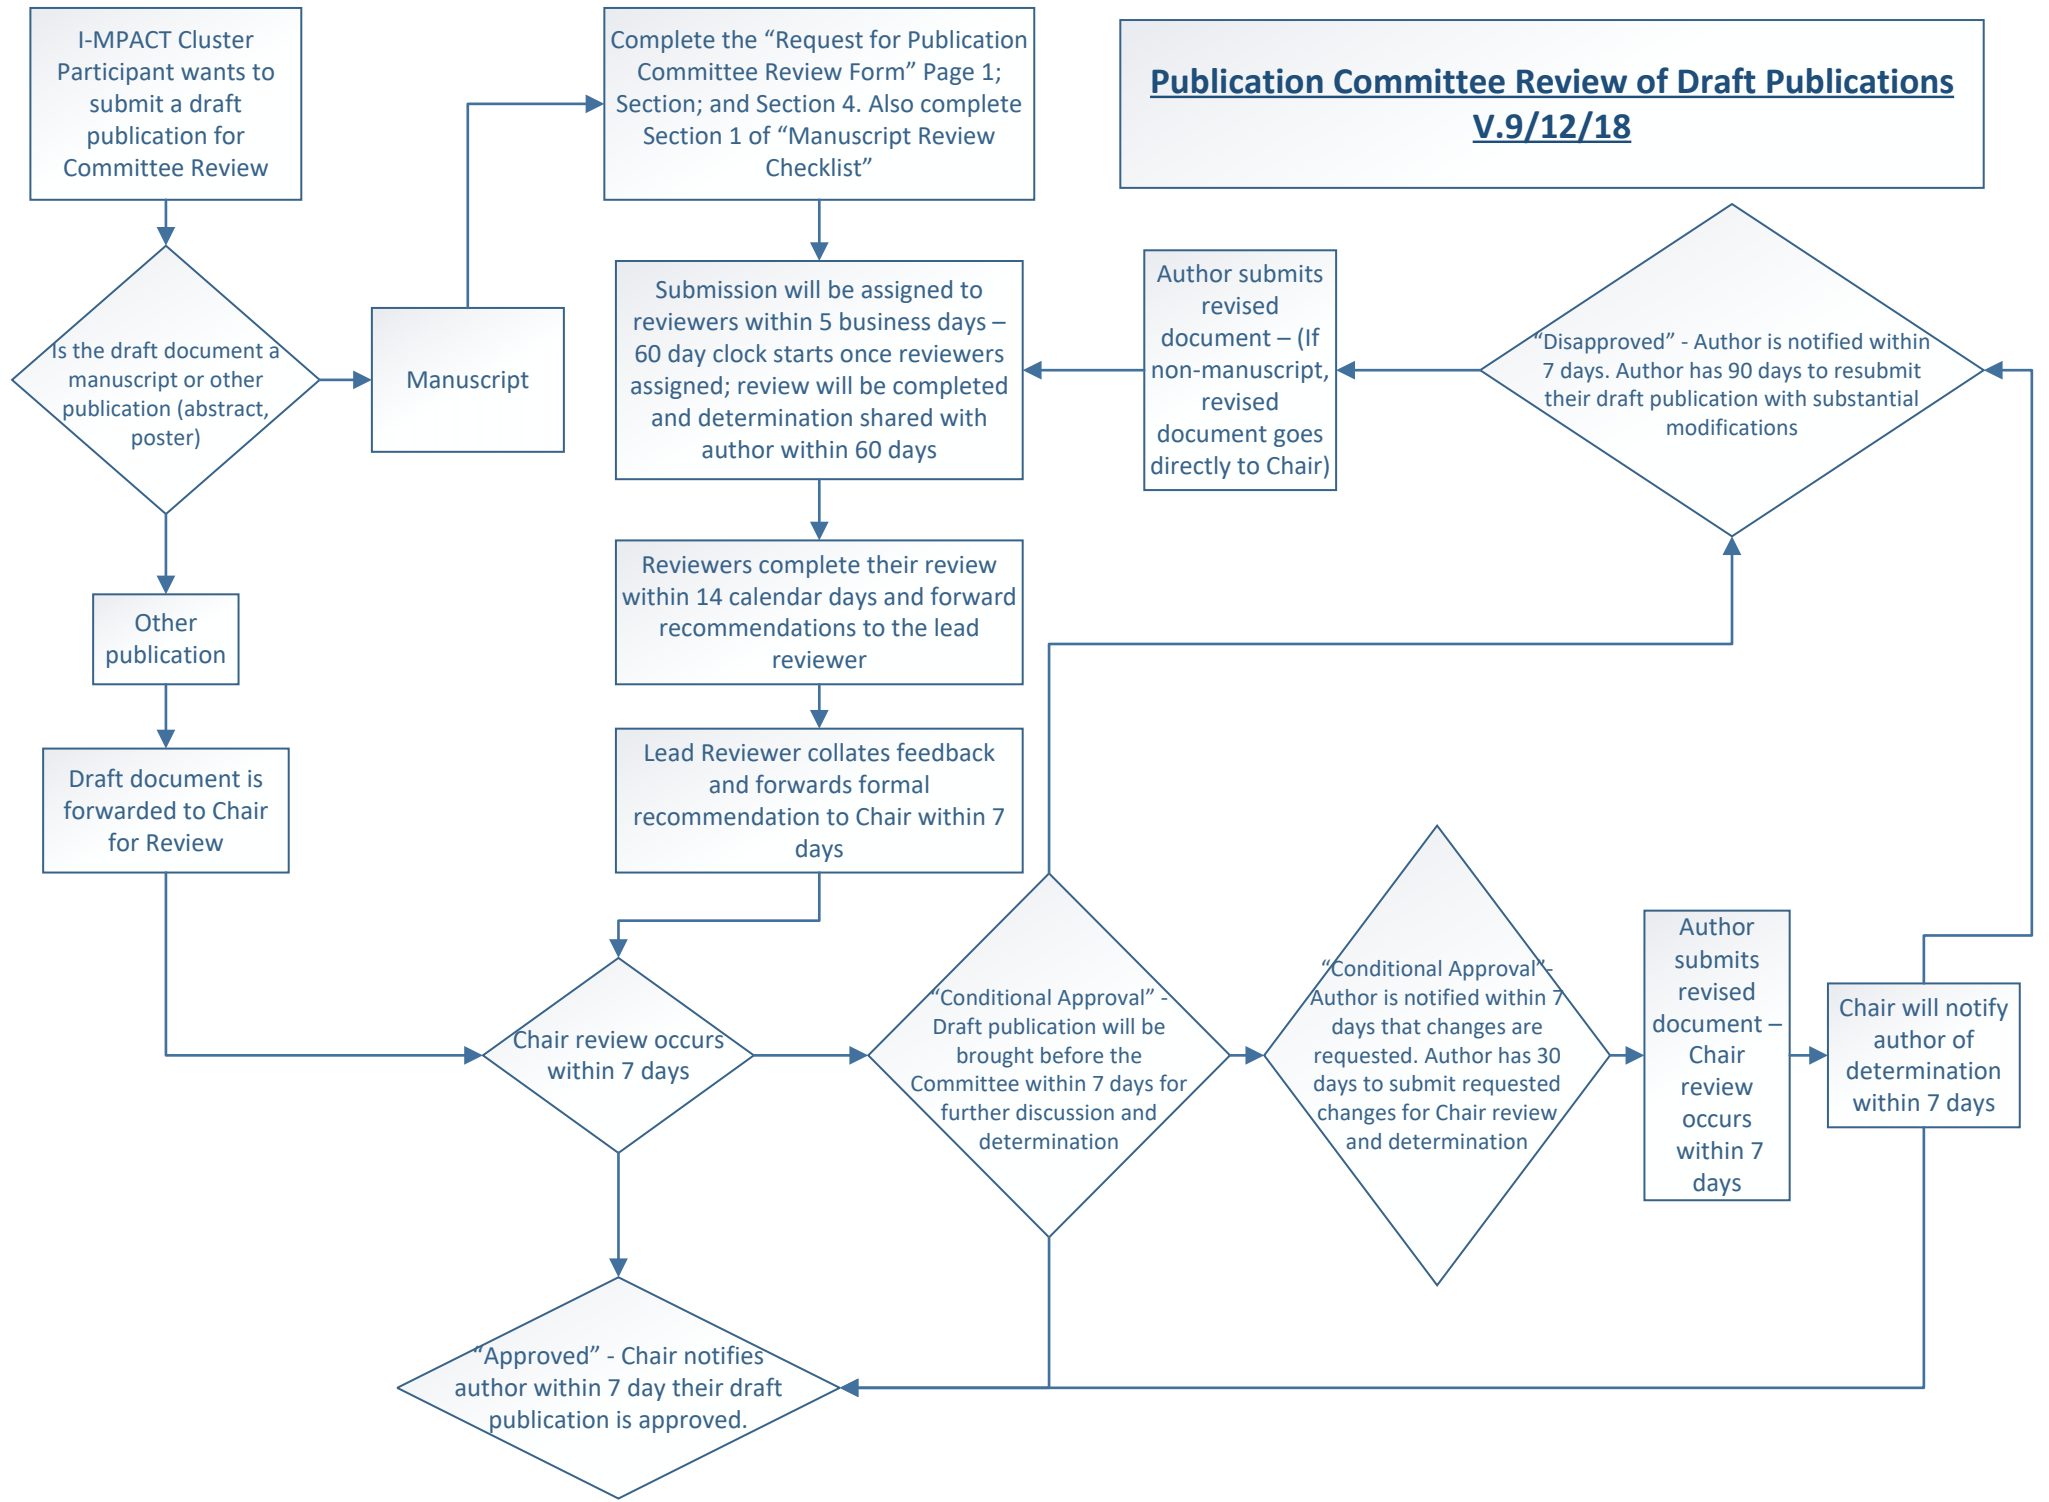 I-MPACT Cluster
Participant wants to
submit a draft
publication for
Committee Review
Complete the “Request for Publication
Committee Review Form” Page 1;
Section; and Section 4. Also complete
Section 1 of “Manuscript Review
Checklist”
Publication Committee Review of Draft Publications
V.9/12/18
Is the draft document a
manuscript or other
publication (abstract,
poster)
Manuscript
Submission will be assigned to
reviewers within 5 business days –
60 day clock starts once reviewers
assigned; review will be completed
and determination shared with
author within 60 days
Author submits
revised
document – (If
non-manuscript,
revised
document goes
directly to Chair)
“Disapproved” - Author is notified within
7 days. Author has 90 days to resubmit
their draft publication with substantial
modifications
Reviewers complete their review
within 14 calendar days and forward
recommendations to the lead
reviewer
Other
publication
Draft document is
forwarded to Chair
for Review
Lead Reviewer collates feedback
and forwards formal
recommendation to Chair within 7
days
Chair review occurs
within 7 days
“Conditional Approval” -
Draft publication will be
brought before the
Committee within 7 days for
further discussion and
determination
“Conditional Approval”-
Author is notified within 7
days that changes are
requested. Author has 30
days to submit requested
changes for Chair review
and determination
Author
submits
revised
document –
Chair
review
occurs
within 7
days
Chair will notify
author of
determination
within 7 days
“Approved” - Chair notifies
author within 7 day their draft
publication is approved.